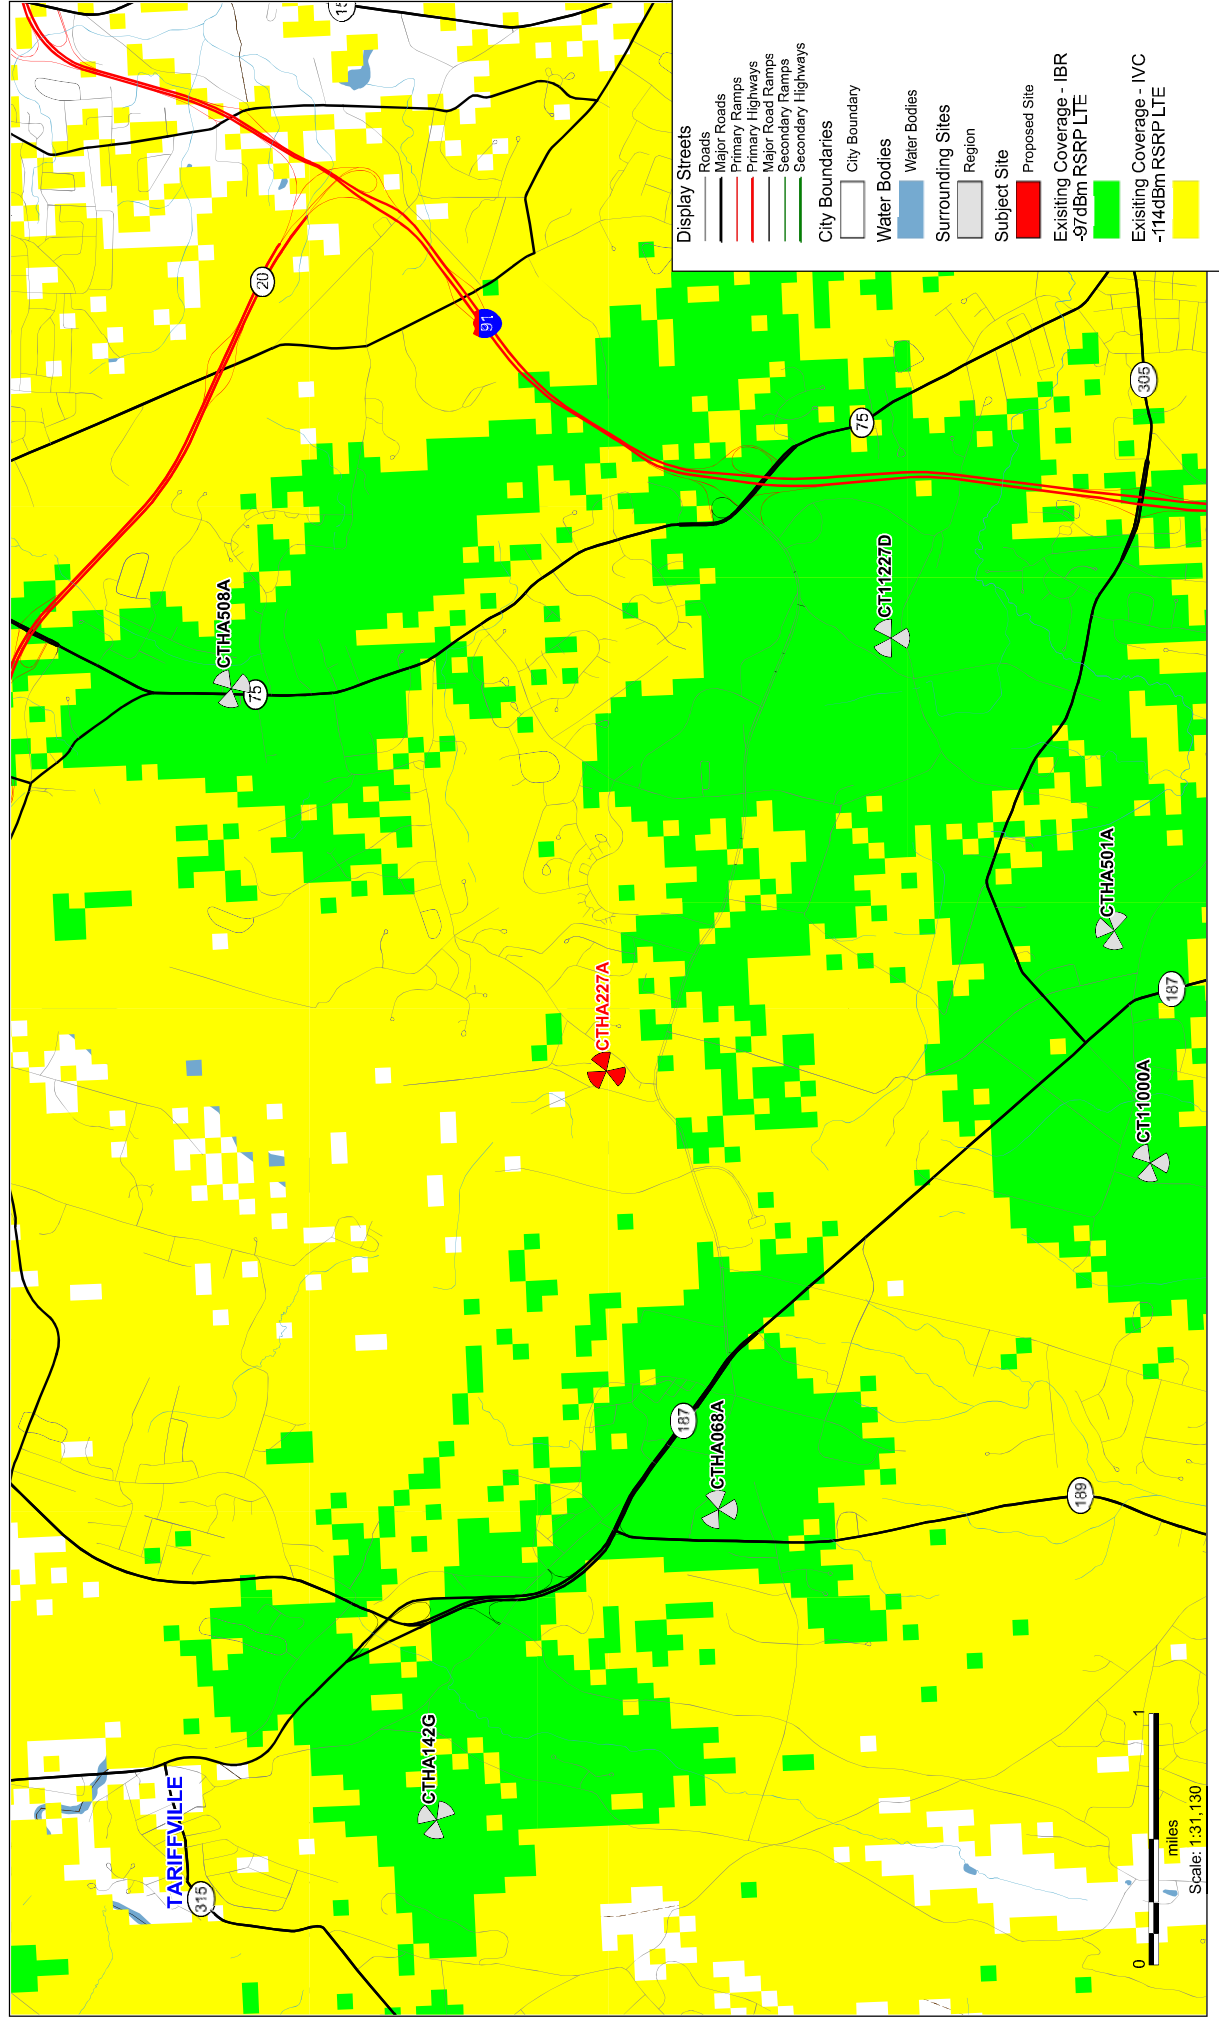 TARIFFVILLE
315
CTHA142G
187
CTHA068A
189
CTHA227A
CT11000A
187
CTHA501A
CTHA508A
75
CT11227D
75
305
20
91
0
1
miles
Scale: 1:31,130
Display Streets
Roads
Major Roads
Primary Ramps
Primary Highways
Major Road Ramps
Secondary Ramps
Secondary Highways
City Boundaries
City Boundary
Water Bodies
Water Bodies
Surrounding Sites
Region
Subject Site
Proposed Site
Exisiting Coverage - IBR
-97dBm RSRP LTE
Exisiting Coverage - IVC
-114dBm RSRP LTE